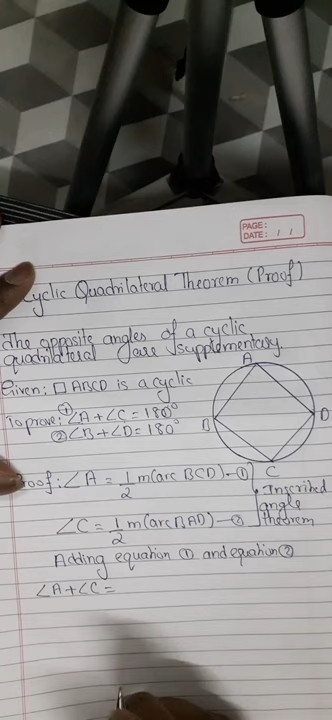 PAGE:
DATE: / /
Cyclic Quadrilateral Theorem (Proof)
The opposite angles of a cyclic
quadrilateral are supplementary.
Given: □ ABCD is a cyclic
To prove: ① ∠A + ∠C = 180°
② ∠B + ∠D = 180°
A
B
D
C
Proof: ∠A = 1/2 m(arc BCD) - ①
∠C = 1/2 m(arc BAD) - ②
Inscribed
angle
theorem
Adding equation ① and equation ②
∠A + ∠C =